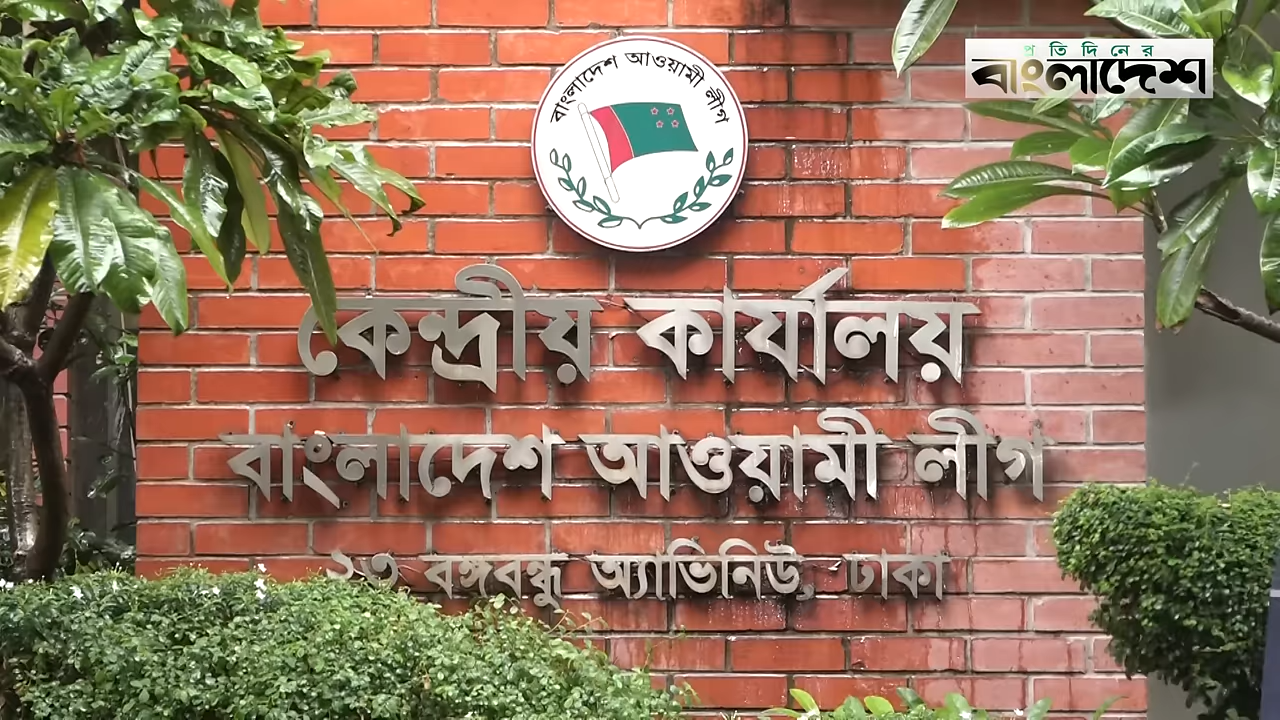 প্রতিদিনের
বাংলাদেশ
বাংলাদেশ আওয়ামী লীগ
কেন্দ্রীয় কার্যালয়
বাংলাদেশ আওয়ামী লীগ
২৩ বঙ্গবন্ধু অ্যাভিনিউ, ঢাকা